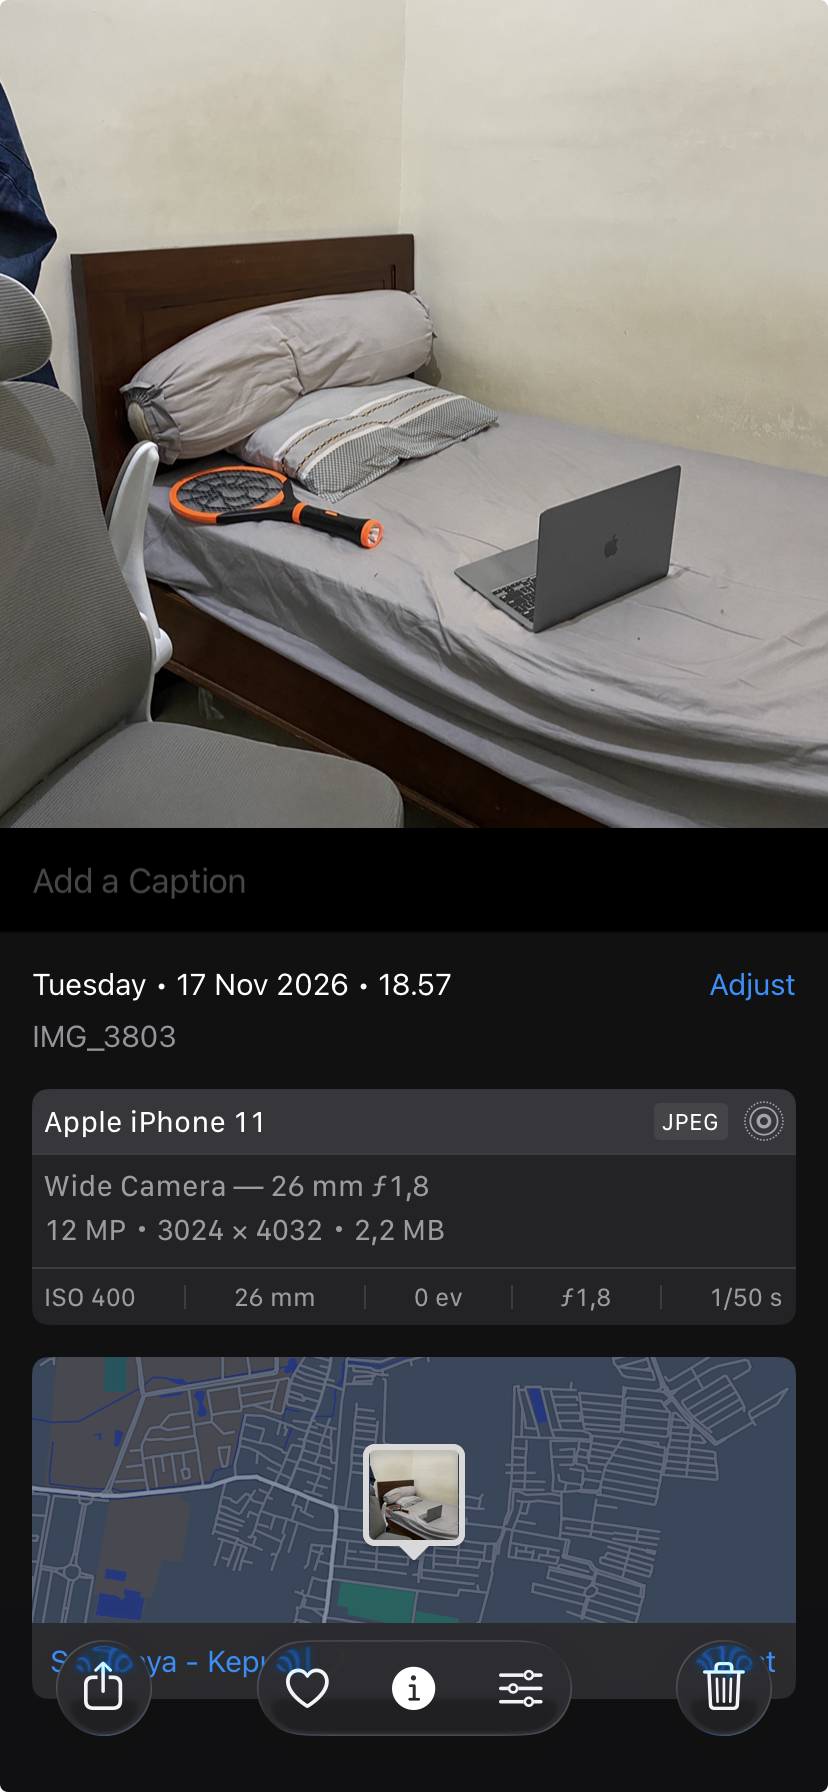 Add a Caption
Tuesday • 17 Nov 2026 • 18.57
Adjust
IMG_3803
Apple iPhone 11
JPEG
Wide Camera — 26 mm ƒ1,8
12 MP • 3024 × 4032 • 2,2 MB
ISO 400
26 mm
0 ev
ƒ1,8
1/50 s